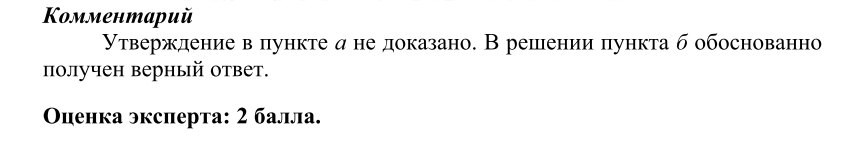 Комментарий
Утверждение в пункте а не доказано. В решении пункта б обоснованно
получен верный ответ.
Оценка эксперта: 2 балла.